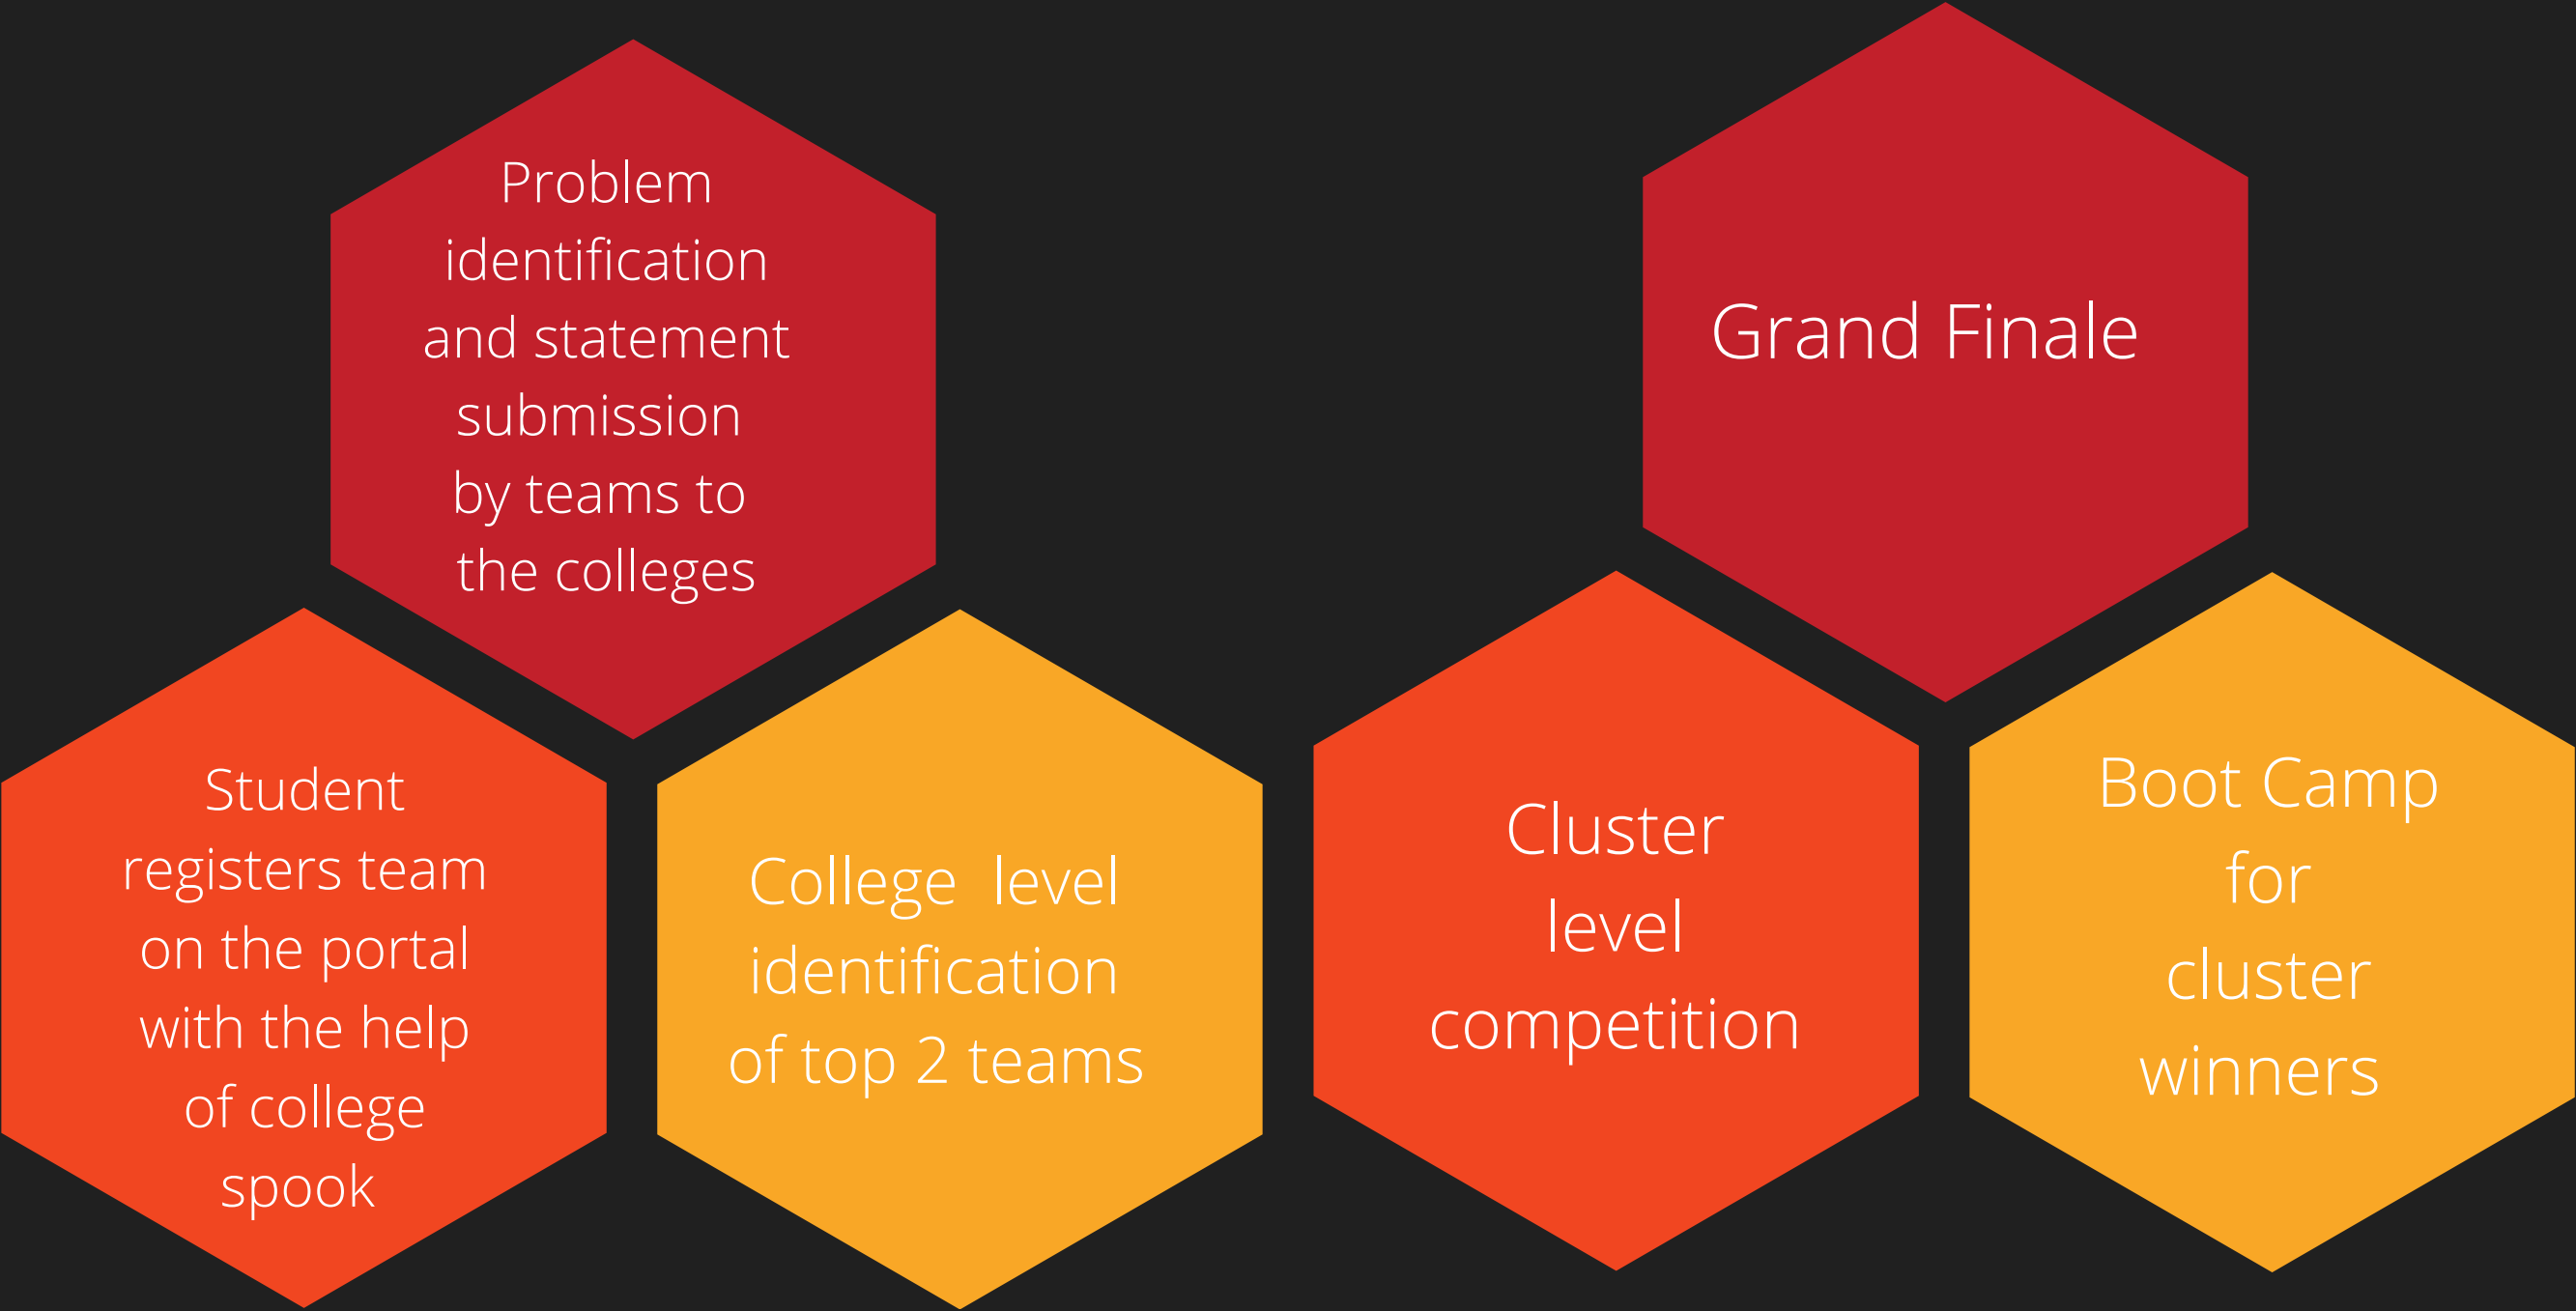 Problem
identification
and statement
submission
by teams to
the colleges
Student
registers team
on the portal
with the help
of college
spook
College level
identification
of top 2 teams
Grand Finale
Cluster
level
competition
Boot Camp
for
cluster
winners